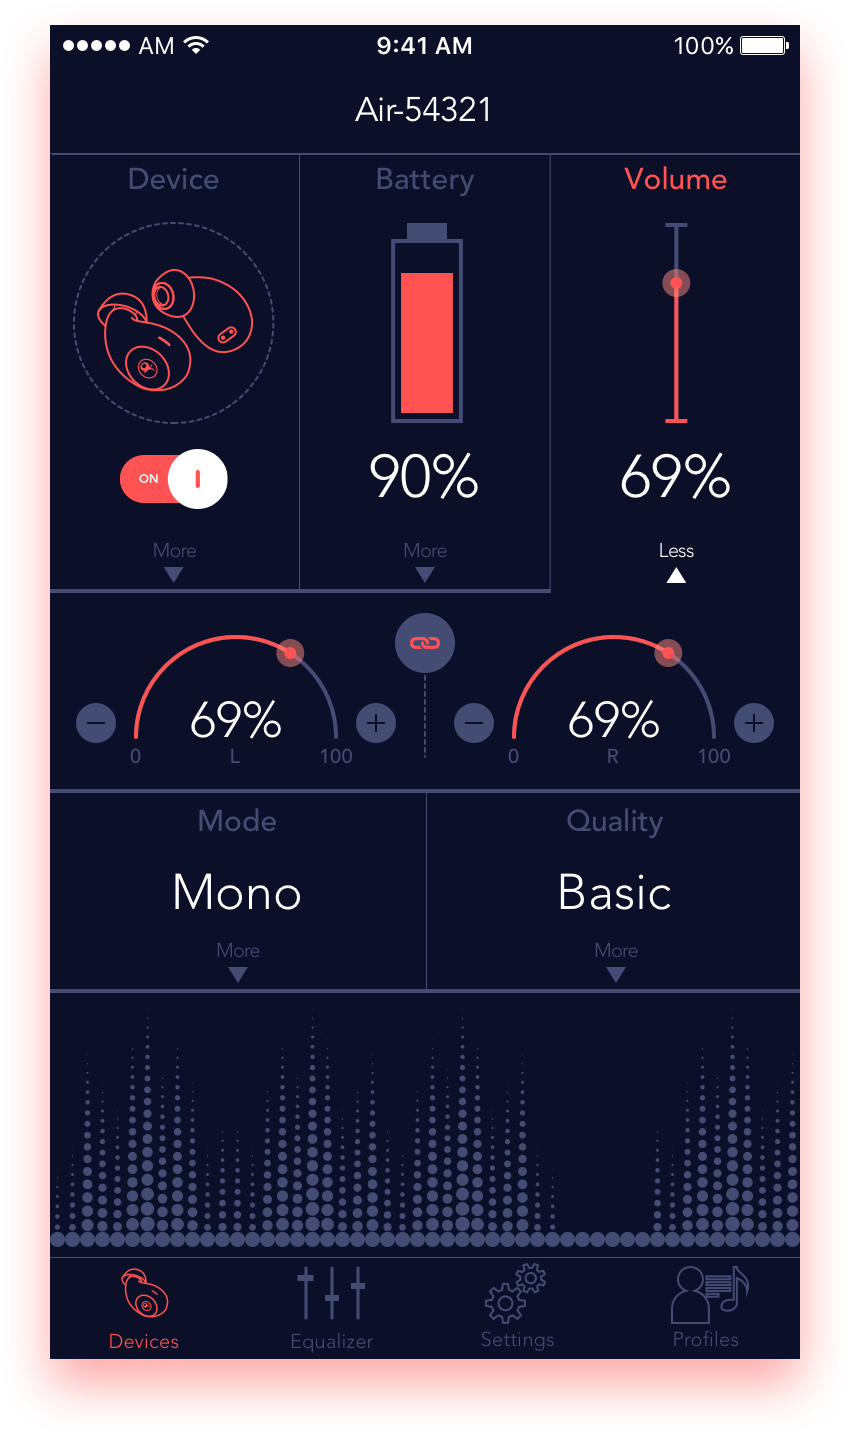 AM 9:41 AM 100%
Air-54321
Device Battery Volume
ON 90% 69%
More More Less
69% 69%
0 L 100 0 R 100
Mode Quality
Mono Basic
More More
Devices Equalizer Settings Profiles